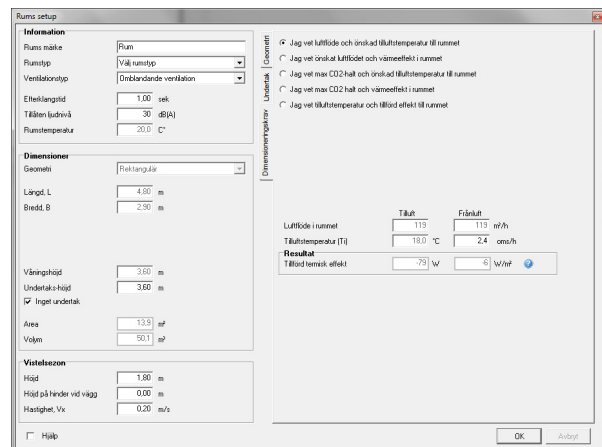 Rums setup
Information
Rums märke Rum
Rumstyp Välj rumstyp
Ventilationstyp Omblandande ventilation
Efterklangstid 1,00 sek
Tillåten ljudnivå 30 dB(A)
Rumstemperatur 20,0 C°
Dimensioner
Geometri Rektangulär
Längd, L 4,80 m
Bredd, B 2,90 m
Våningshöjd 3,60 m
Undertaks-höjd 3,60 m
Inget undertak
Area 13,9 m²
Volym 50,1 m³
Vistelsezon
Höjd 1,80 m
Höjd på hinder vid vägg 0,00 m
Hastighet, Vx 0,20 m/s
Hjälp
Geometri
Undertak
Dimensioneringskrav
Jag vet luftflöde och önskad tilluftstemperatur till rummet
Jag vet önskat luftflödet och värmeeffekt i rummet
Jag vet max CO2-halt och önskad tilluftstemperatur till rummet
Jag vet max CO2 halt och värmeeffekt i rummet
Jag vet tilluftstemperatur och tillförd effekt till rummet
Tilluft Frånluft
Luftflöde i rummet 119 119 m³/h
Tilluftstemperatur (Ti) 18,0 °C 2,4 oms/h
Resultat
Tillförd termisk effekt -79 W -6 W/m²
OK Avbryt